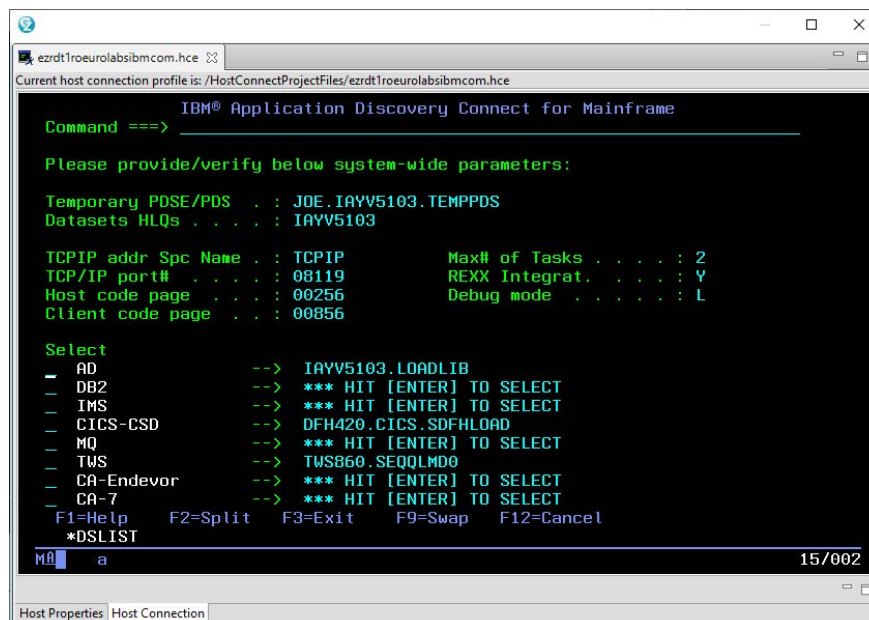 ezrdt1roeurolabsibmcom.hce
Current host connection profile is: /HostConnectProjectFiles/ezrdt1roeurolabsibmcom.hce
IBM® Application Discovery Connect for Mainframe
Command ===>
Please provide/verify below system-wide parameters:
Temporary PDSE/PDS . : JOE.IAYV5103.TEMPPDS
Datasets HLQs . . . . : IAYV5103
TCPIP addr Spc Name . : TCPIP Max# of Tasks . . . . : 2
TCP/IP port# . . . . : 08119 REXX Integrat. . . . : Y
Host code page . . . : 00256 Debug mode . . . . . : L
Client code page . . : 00856
Select
_ AD --> IAYV5103.LOADLIB
_ DB2 --> *** HIT [ENTER] TO SELECT
_ IMS --> *** HIT [ENTER] TO SELECT
_ CICS-CSD --> DFH420.CICS.SDFHLOAD
_ MQ --> *** HIT [ENTER] TO SELECT
_ TWS --> TWS860.SEQQLMD0
_ CA-Endevor --> *** HIT [ENTER] TO SELECT
_ CA-7 --> *** HIT [ENTER] TO SELECT
F1=Help F2=Split F3=Exit F9=Swap F12=Cancel
*DSLIST
MA a 15/002
Host Properties Host Connection